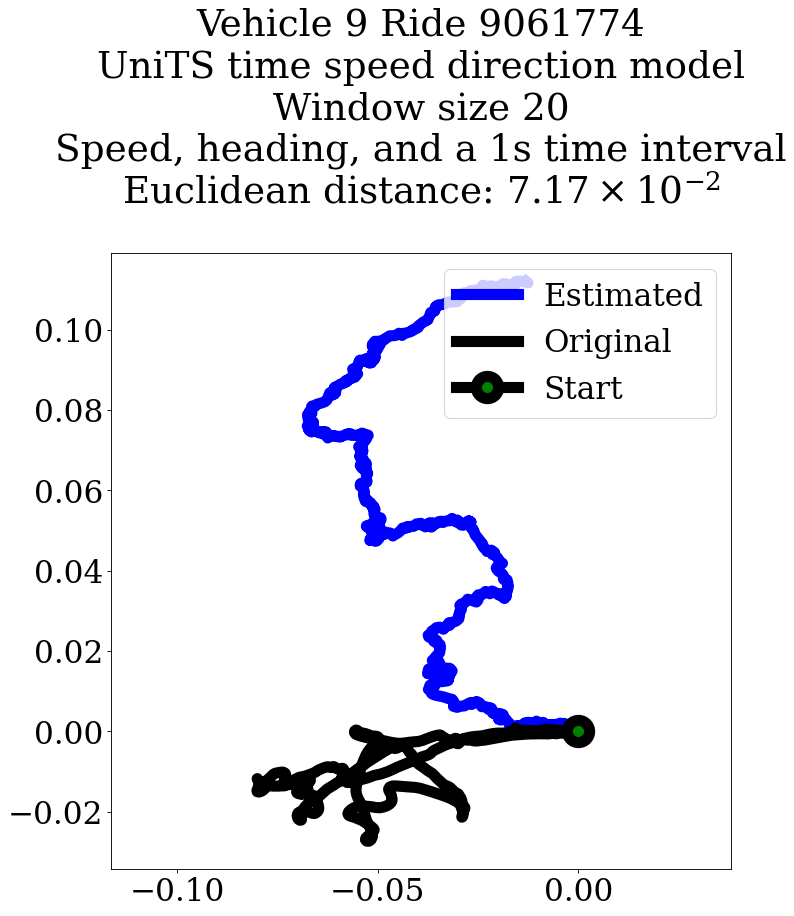 Vehicle 9 Ride 9061774
UniTS time speed direction model
Window size 20
Speed, heading, and a 1s time interval
Euclidean distance: 7.17 × 10⁻²
Estimated
Original
Start
0.10
0.08
0.06
0.04
0.02
0.00
−0.02
−0.10 −0.05 0.00